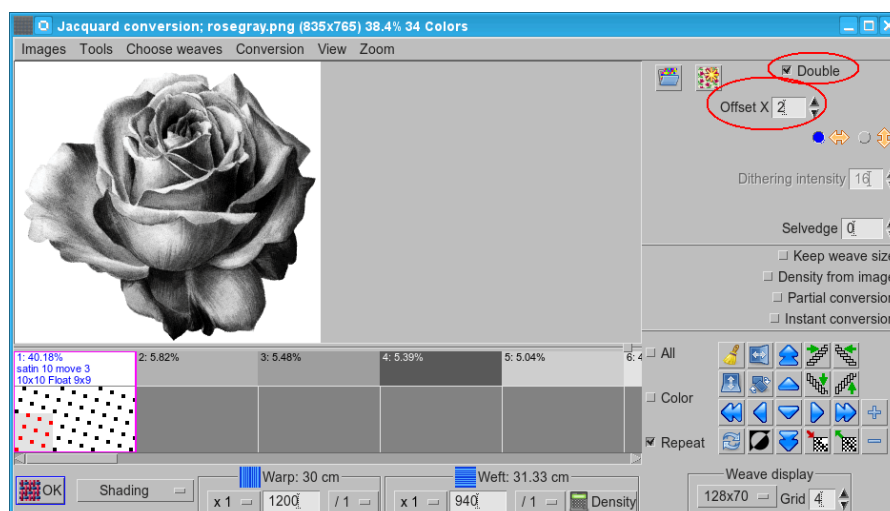 Jacquard conversion; rosegray.png (835x765) 38.4% 34 Colors
Images Tools Choose weaves Conversion View Zoom
Double
Offset X 2
Dithering intensity 16
Selvedge 0
Keep weave size
Density from image
Partial conversion
Instant conversion
1: 40.18% 2: 5.82% 3: 5.48% 4: 5.39% 5: 5.04% 6: 4
satin 10 move 3
10x10 Float 9x9
All
Color
Repeat
OK
Shading
Warp: 30 cm
x 1 1200 / 1
Weft: 31.33 cm
x 1 940 / 1 Density
Weave display
128x70 Grid 4